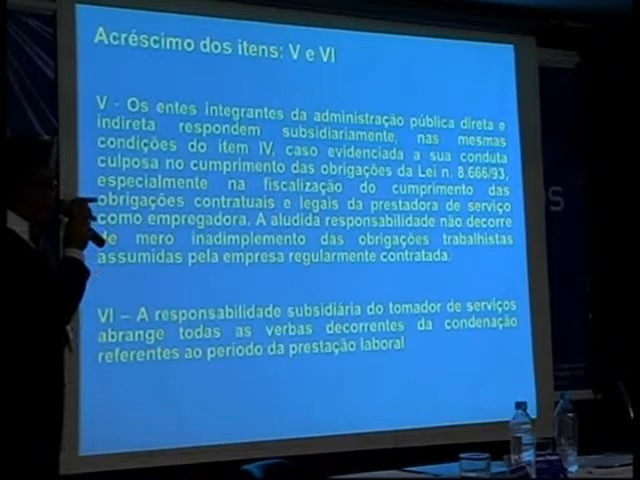 Acréscimo dos itens: V e VI
V - Os entes integrantes da administração pública direta e
indireta respondem subsidiariamente, nas mesmas
condições do item IV, caso evidenciada a sua conduta
culposa no cumprimento das obrigações da Lei n. 8.666/93,
especialmente na fiscalização do cumprimento das
obrigações contratuais e legais da prestadora de serviço
como empregadora. A aludida responsabilidade não decorre
de mero inadimplemento das obrigações trabalhistas
assumidas pela empresa regularmente contratada.
VI – A responsabilidade subsidiária do tomador de serviços
abrange todas as verbas decorrentes da condenação
referentes ao período da prestação laboral